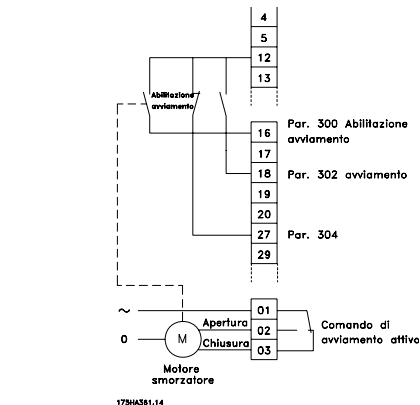 4
5
12
13
Abilitazione
avviamento
16
Par. 300 Abilitazione
avviamento
17
18 Par. 302 avviamento
19
20
27 Par. 304
29
~ 01
Apertura 02 Comando di
avviamento attivo
0 M
Chiusura 03
Motore
smorzatore
175HA381.14